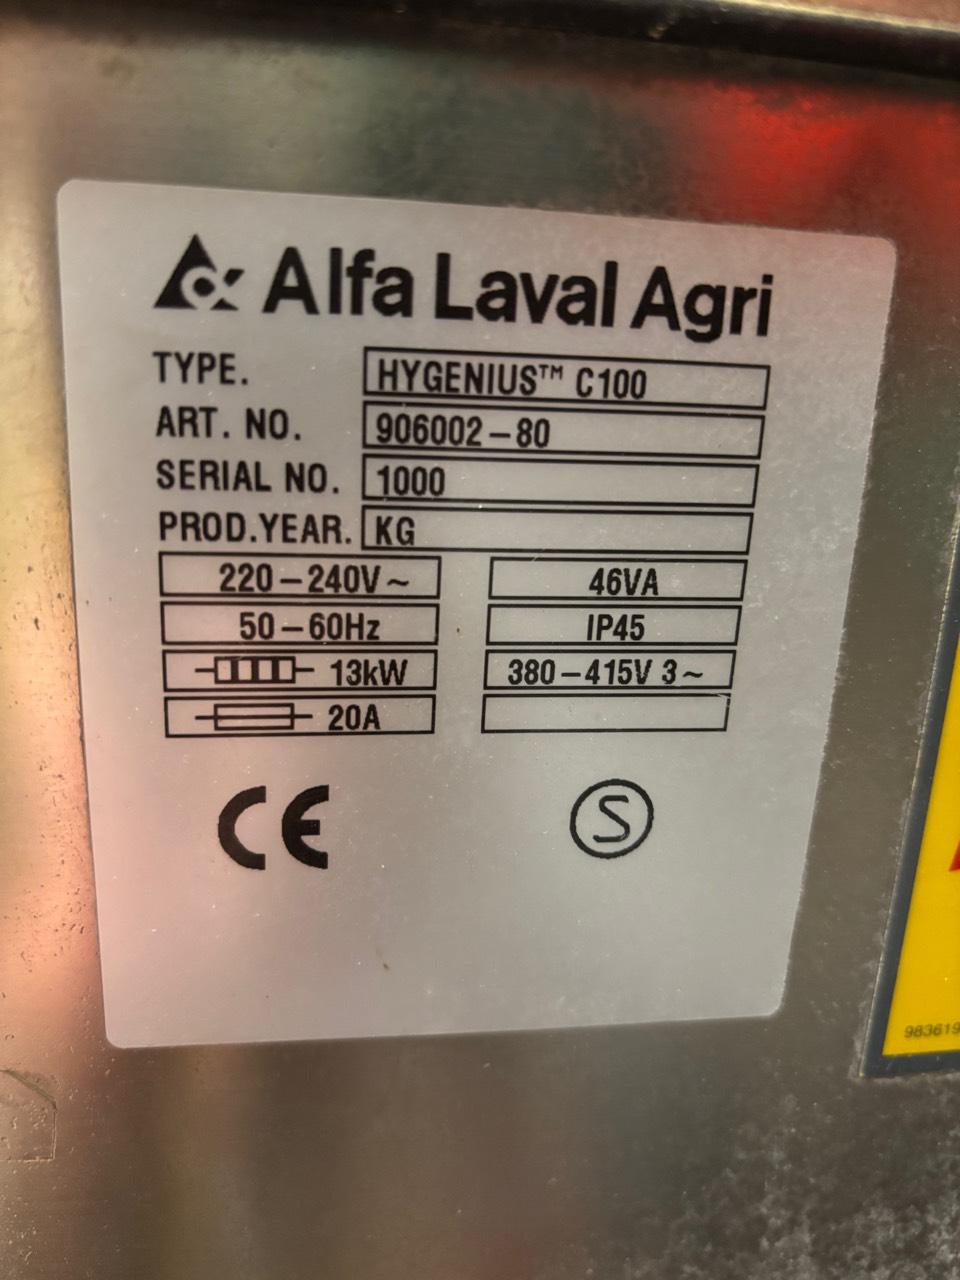 Alfa Laval Agri
TYPE. HYGENIUS™ C100
ART. NO. 906002-80
SERIAL NO. 1000
PROD.YEAR. KG
220-240V~ 46VA
50-60Hz IP45
13kW 380-415V 3~
20A
CE S
983619